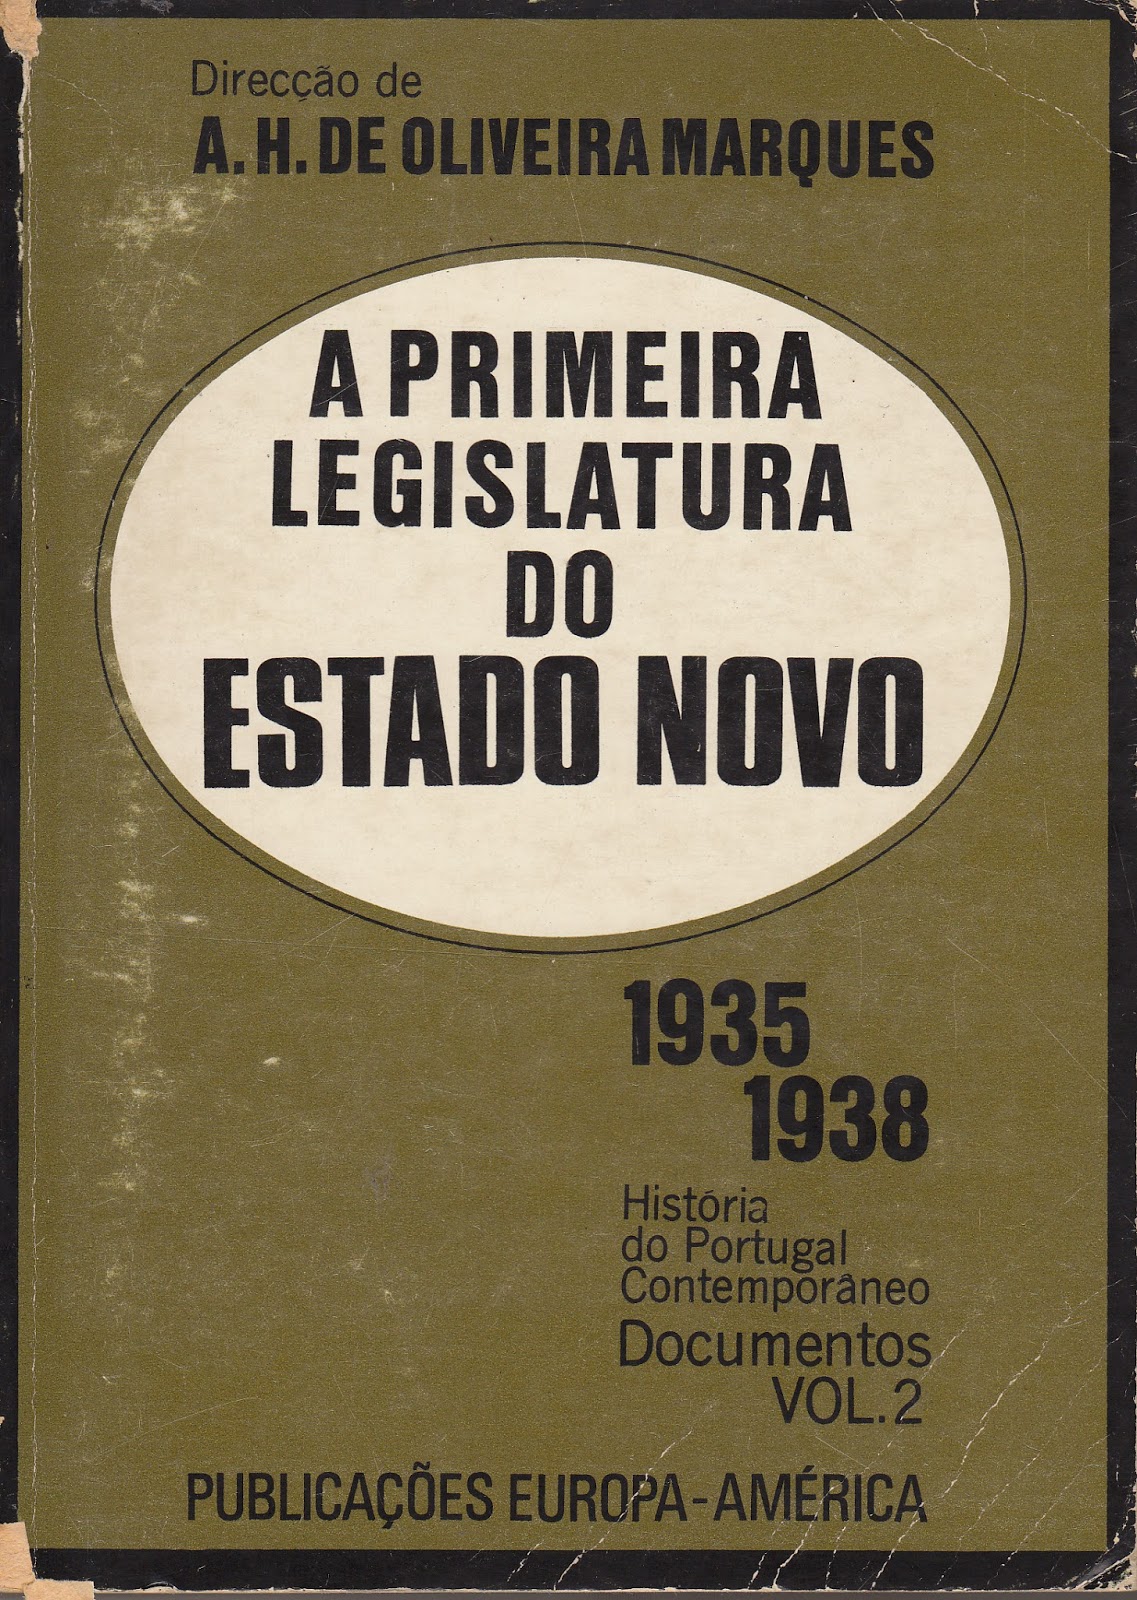 Direcção de
A. H. DE OLIVEIRA MARQUES
A PRIMEIRA
LEGISLATURA
DO
ESTADO NOVO
1935
1938
História
do Portugal
Contemporâneo
Documentos
VOL. 2
PUBLICAÇÕES EUROPA-AMÉRICA